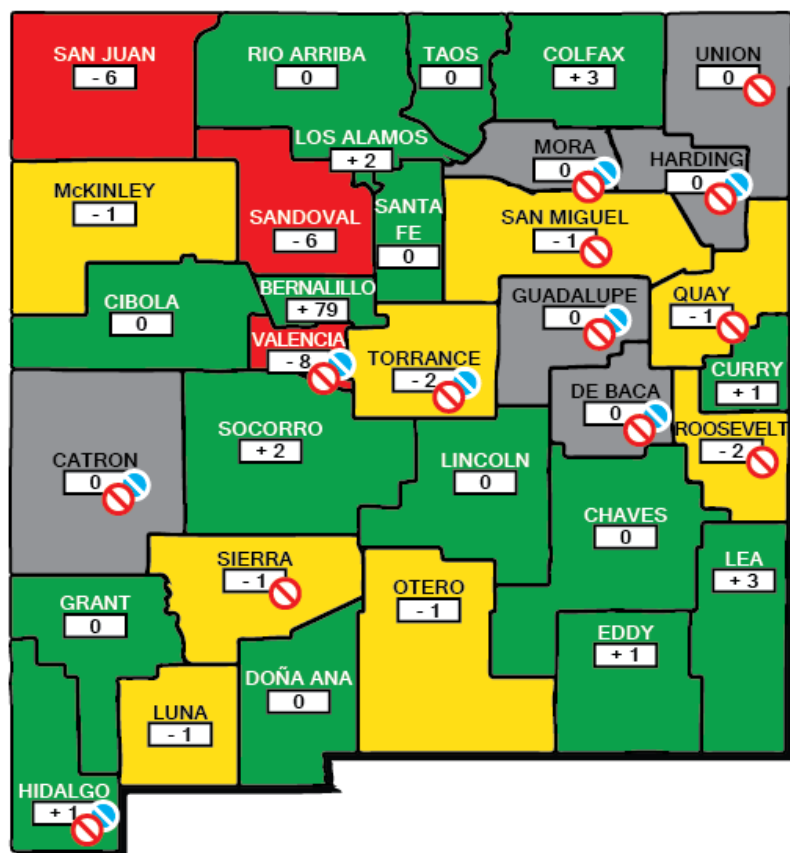 SAN JUAN
- 6
RIO ARRIBA
0
TAOS
0
COLFAX
+ 3
UNION
0
LOS ALAMOS
+ 2
MORA
0
HARDING
0
McKINLEY
- 1
SANDOVAL
- 6
SANTA
FE
0
SAN MIGUEL
- 1
CIBOLA
0
BERNALILLO
+ 79
GUADALUPE
0
QUAY
- 1
VALENCIA
- 8
TORRANCE
- 2
CURRY
+ 1
DE BACA
0
SOCORRO
+ 2
ROOSEVELT
- 2
CATRON
0
LINCOLN
0
CHAVES
0
SIERRA
- 1
OTERO
- 1
LEA
+ 3
GRANT
0
EDDY
+ 1
DOÑA ANA
0
LUNA
- 1
HIDALGO
+ 1